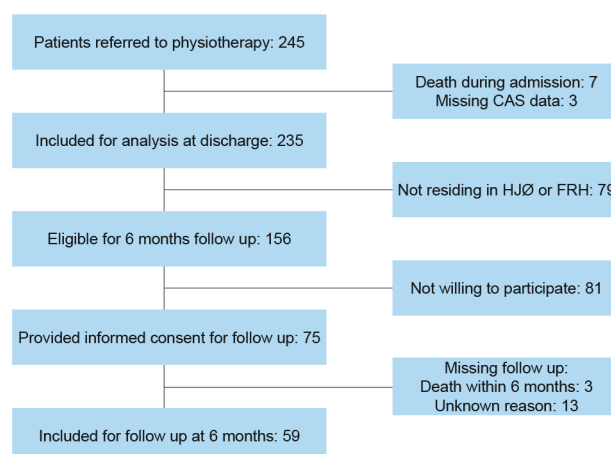 Patients referred to physiotherapy: 245
Death during admission: 7
Missing CAS data: 3
Included for analysis at discharge: 235
Not residing in HJØ or FRH: 79
Eligible for 6 months follow up: 156
Not willing to participate: 81
Provided informed consent for follow up: 75
Missing follow up:
Death within 6 months: 3
Unknown reason: 13
Included for follow up at 6 months: 59